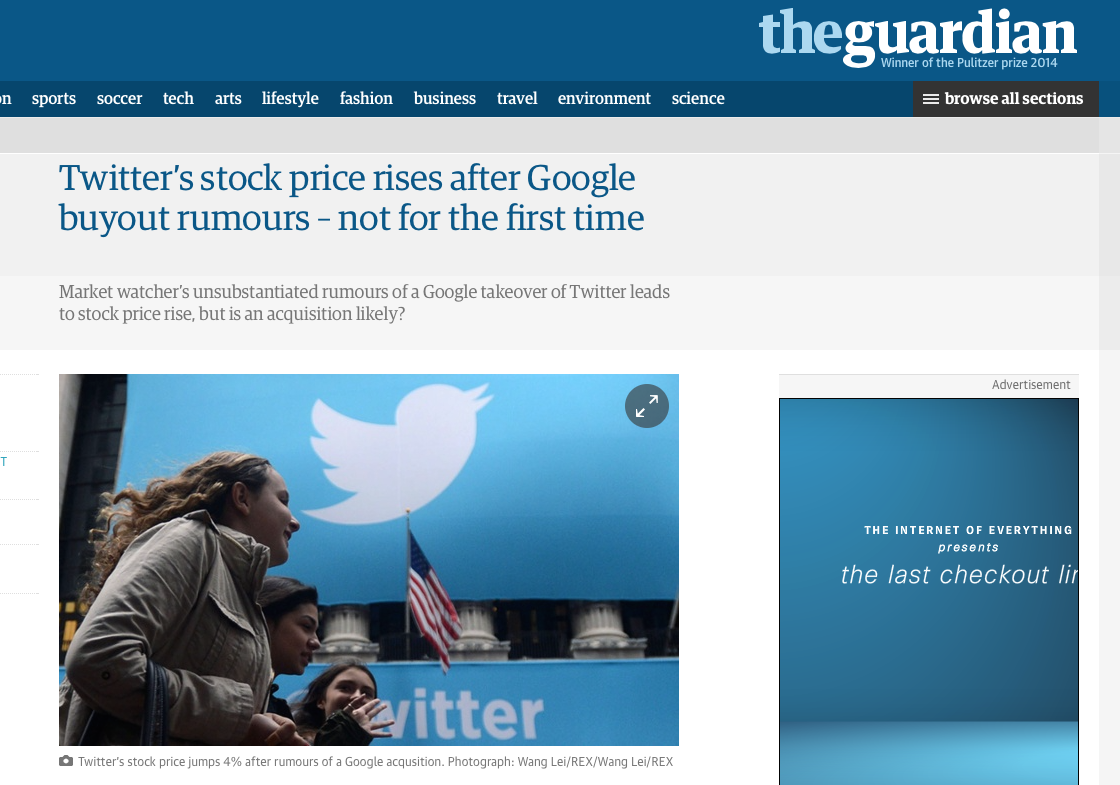 theguardian
Winner of the Pulitzer prize 2014
sports soccer tech arts lifestyle fashion business travel environment science
browse all sections
Twitter’s stock price rises after Google
buyout rumours – not for the first time
Market watcher’s unsubstantiated rumours of a Google takeover of Twitter leads
to stock price rise, but is an acquisition likely?
witter
Twitter’s stock price jumps 4% after rumours of a Google acqusition. Photograph: Wang Lei/REX/Wang Lei/REX
Advertisement
THE INTERNET OF EVERYTHING
presents
the last checkout